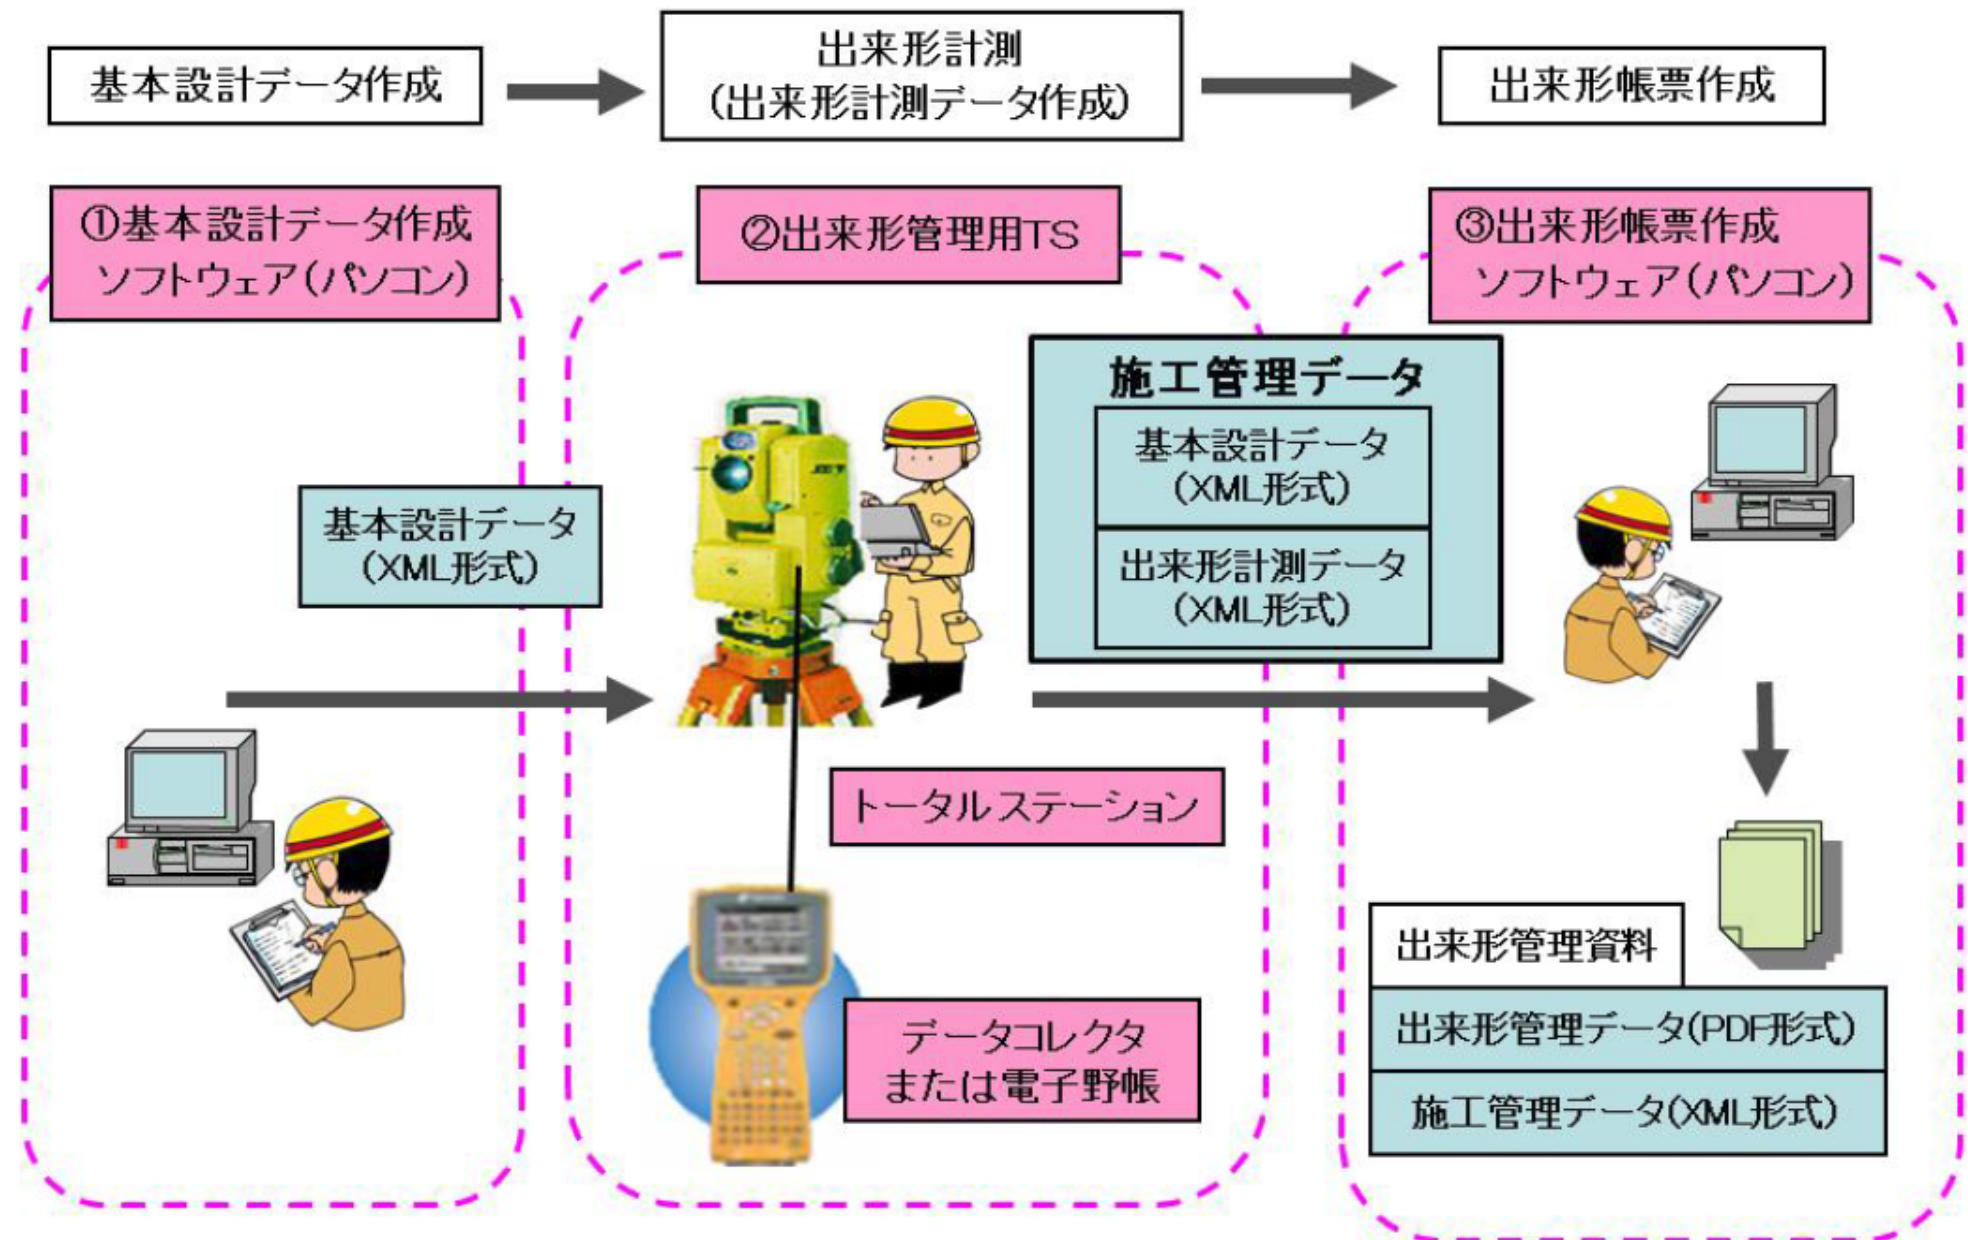 基本設計データ作成
出来形計測
(出来形計測データ作成)
出来形帳票作成
①基本設計データ作成
ソフトウェア(パソコン)
②出来形管理用TS
③出来形帳票作成
ソフトウェア(パソコン)
基本設計データ
(XML形式)
施工管理データ
基本設計データ
(XML形式)
出来形計測データ
(XML形式)
トータルステーション
データコレクタ
または電子野帳
出来形管理資料
出来形管理データ(PDF形式)
施工管理データ(XML形式)